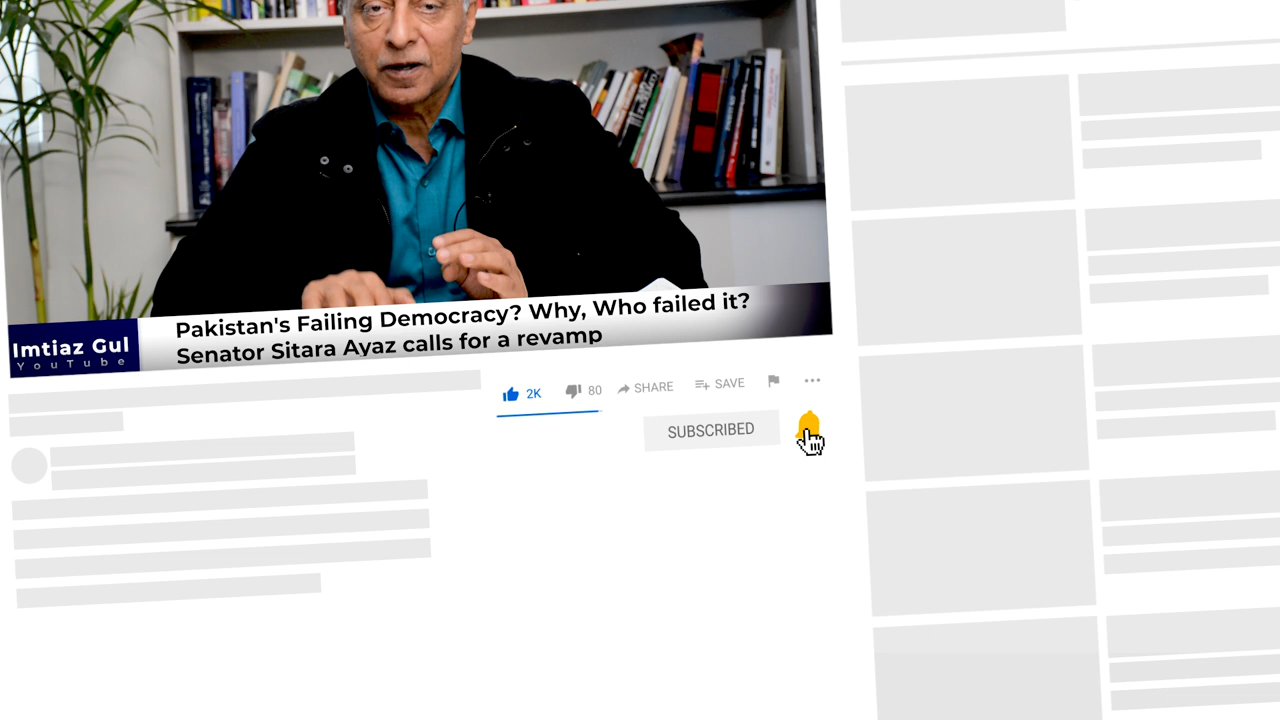 Pakistan's Failing Democracy? Why, Who failed it?
Senator Sitara Ayaz calls for a revamp
Imtiaz Gul
YouTube
2K
80
SHARE
SAVE
SUBSCRIBED